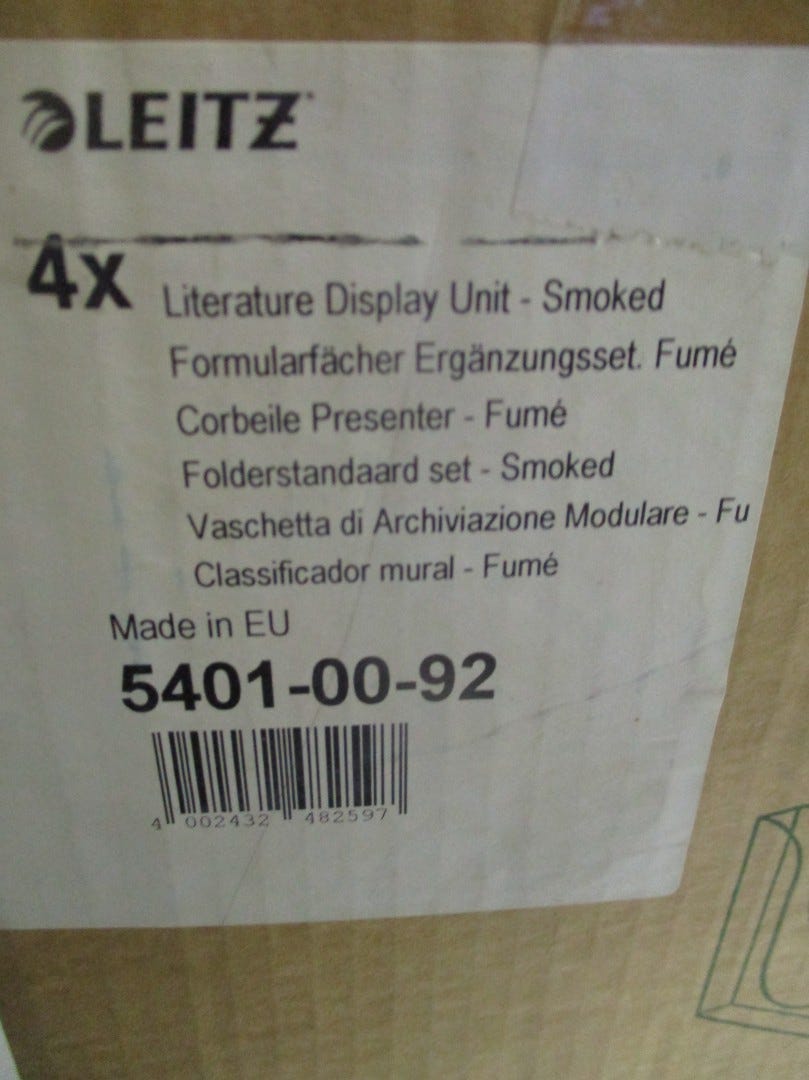 LEITZ
4x Literature Display Unit - Smoked
Formularfächer Ergänzungsset. Fumé
Corbeile Presenter - Fumé
Folderstandaard set - Smoked
Vaschetta di Archiviazione Modulare - Fu
Classificador mural - Fumé
Made in EU
5401-00-92
4 002432 482597